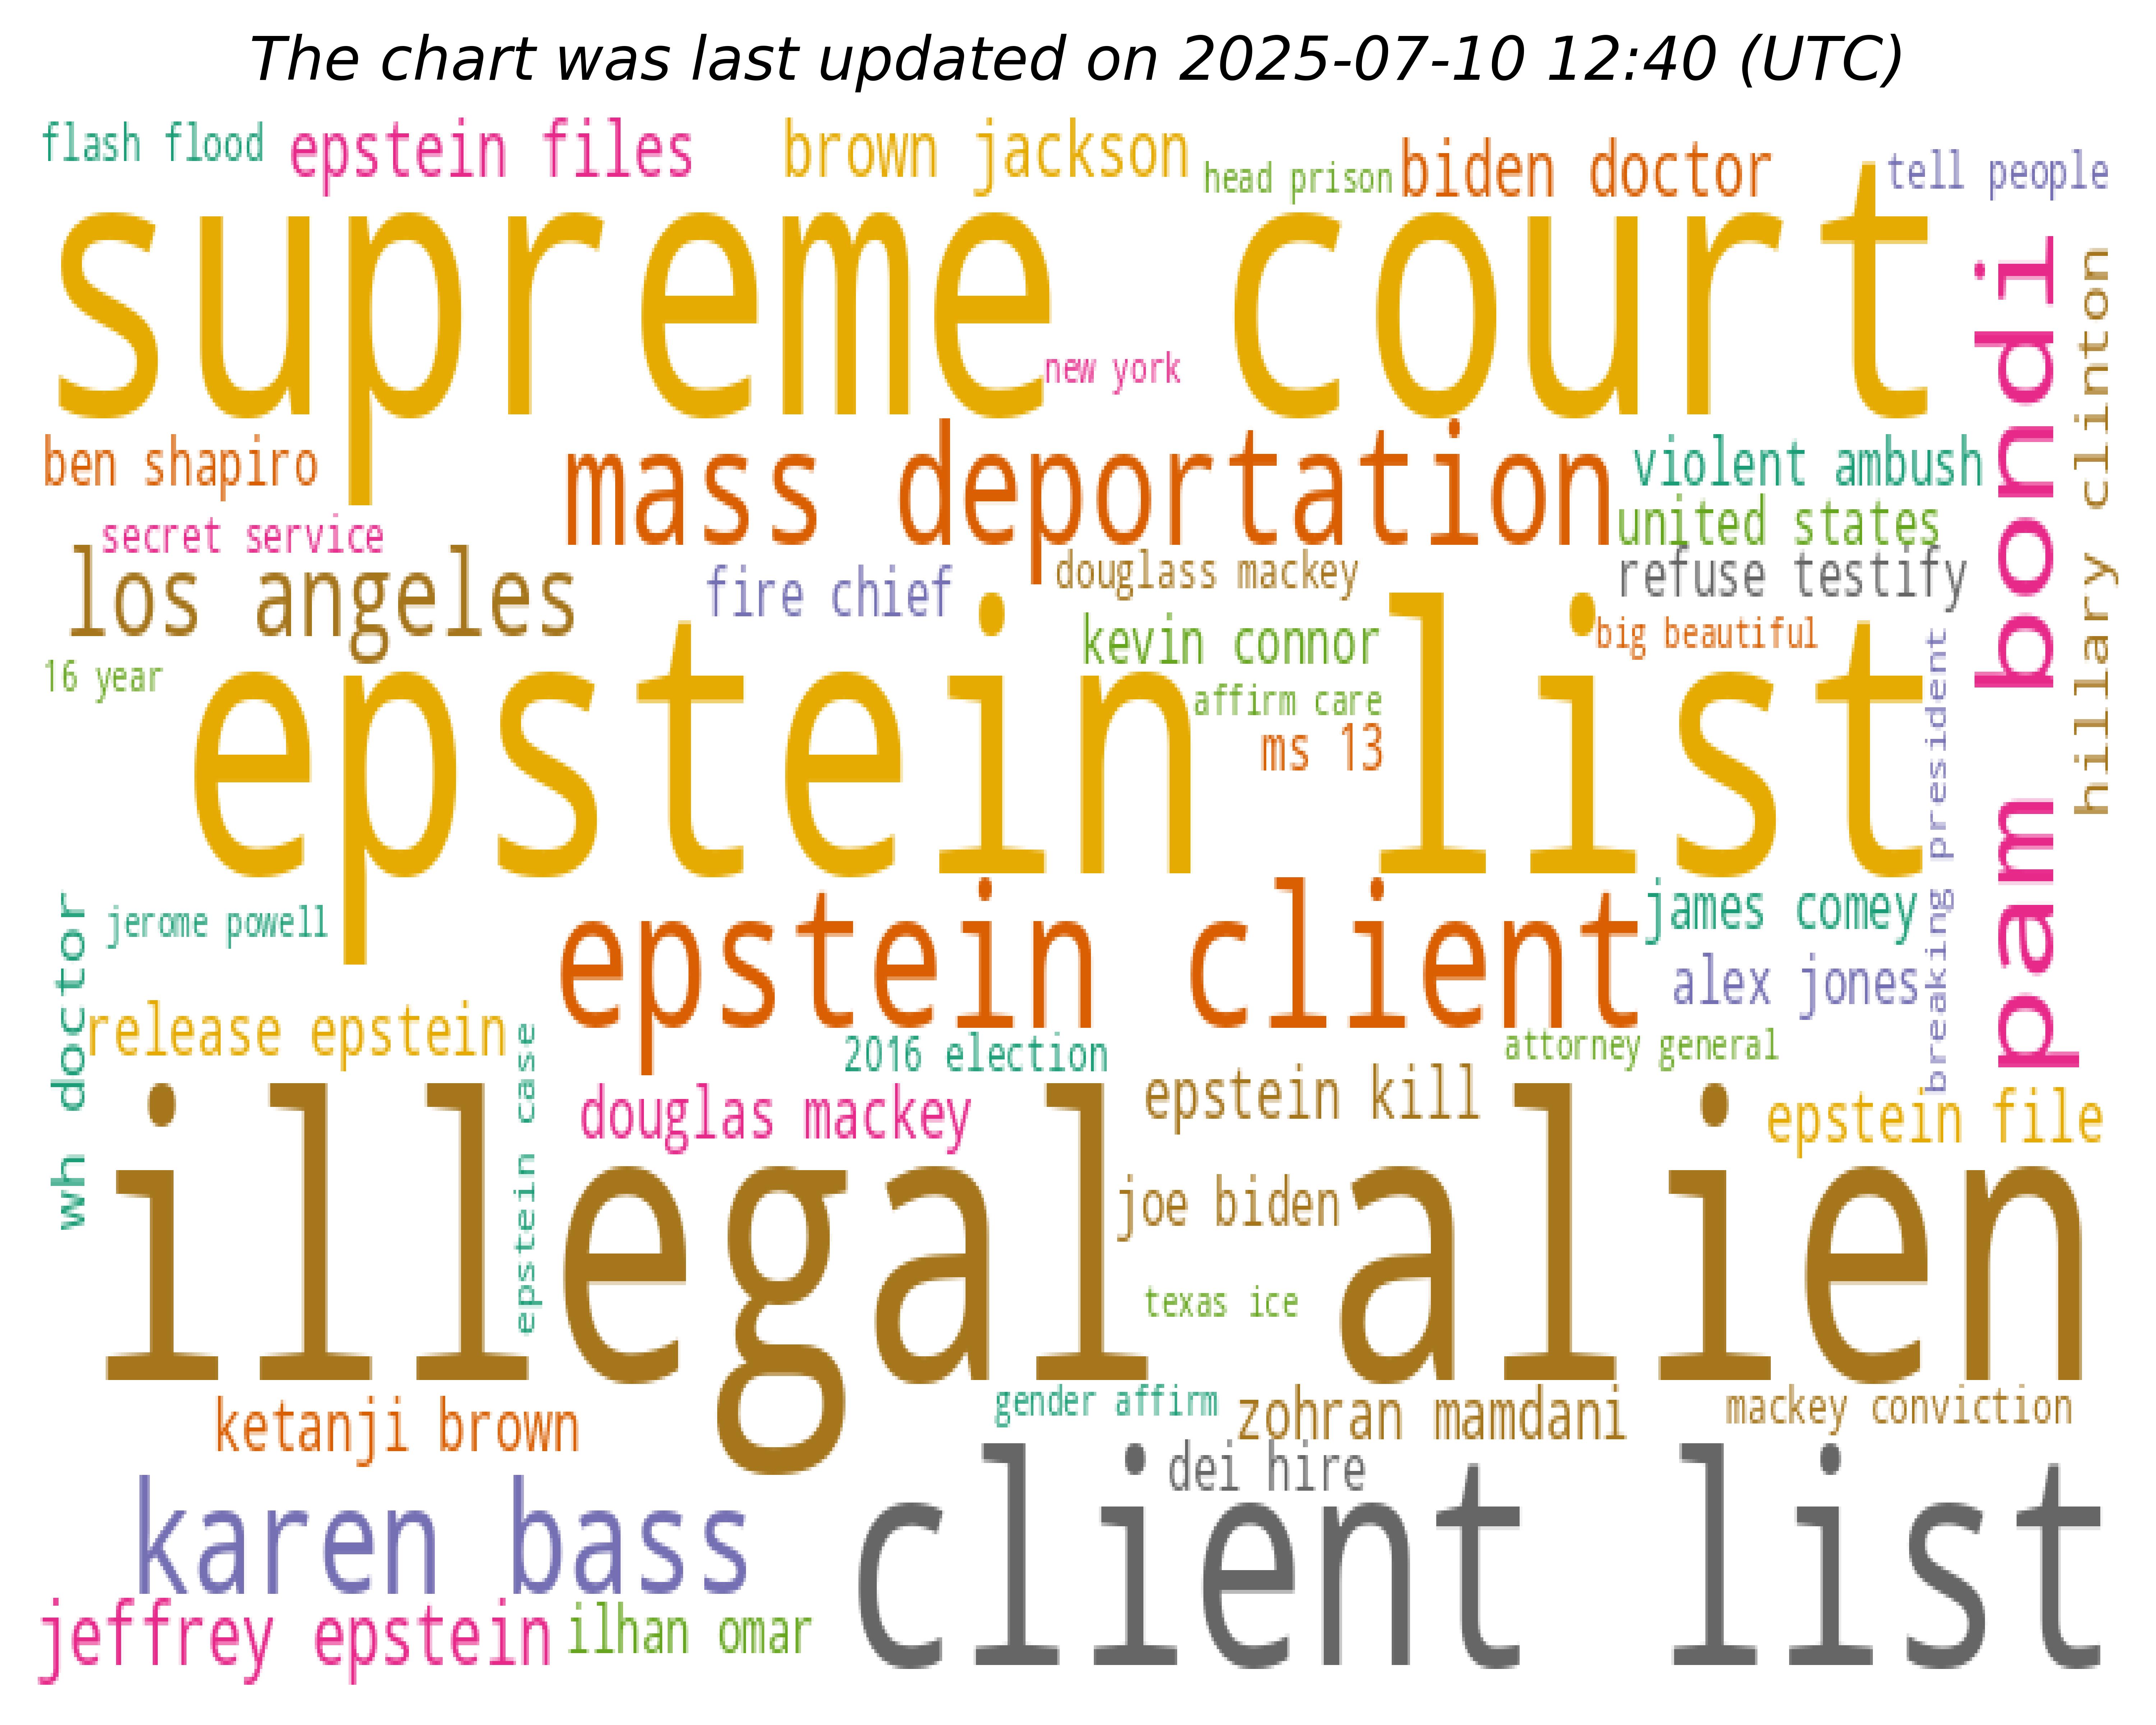 The chart was last updated on 2025-07-10 12:40 (UTC)
flash flood
epstein files
brown jackson
head prison
biden doctor
tell people
supreme court
new york
pam bondi
hillary clinton
ben shapiro
mass deportation
violent ambush
secret service
united states
los angeles
fire chief
douglass mackey
refuse testify
kevin connor
big beautiful
16 year
epstein list
affirm care
ms 13
breaking president
wh doctor
jerome powell
epstein client
james comey
alex jones
release epstein
epstein case
2016 election
attorney general
douglas mackey
epstein kill
epstein file
illegal alien
joe biden
texas ice
ketanji brown
gender affirm
zohran mamdani
mackey conviction
karen bass
dei hire
client list
jeffrey epstein
ilhan omar